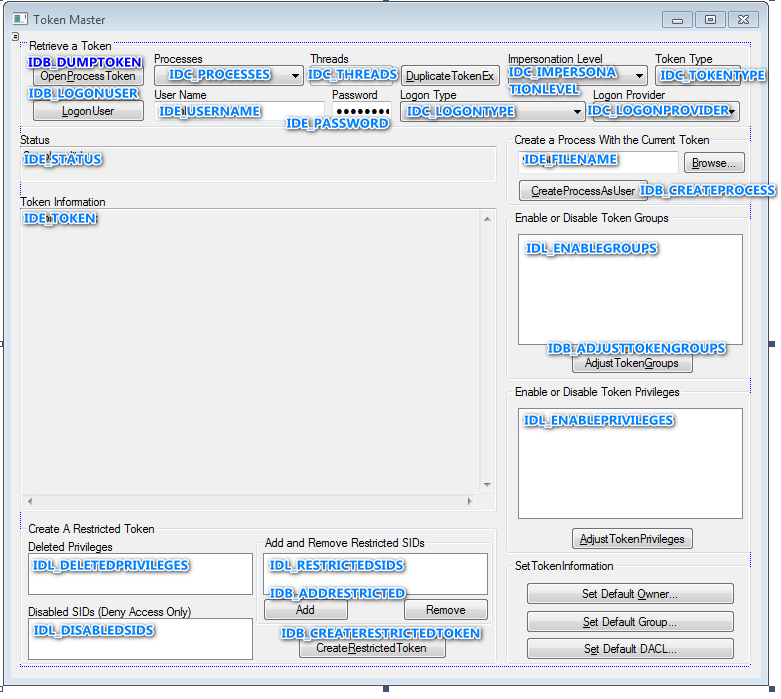 Token Master
Retrieve a Token
IDB_DUMPTOKEN
Processes
Threads
Impersonation Level
Token Type
OpenProcessToken
IDC_PROCESSES
IDC_THREADS
DuplicateTokenEx
IDC_IMPERSONA
TIONLEVEL
IDC_TOKENTYPE
IDB_LOGONUSER
User Name
Password
Logon Type
Logon Provider
LogonUser
IDE_USERNAME
IDE_PASSWORD
IDC_LOGONTYPE
IDC_LOGONPROVIDER
Status
IDE_STATUS
Create a Process With the Current Token
IDE_FILENAME
Browse...
CreateProcessAsUser
IDB_CREATEPROCESS
Token Information
IDE_TOKEN
Enable or Disable Token Groups
IDL_ENABLEGROUPS
IDB_ADJUSTTOKENGROUPS
AdjustTokenGroups
Enable or Disable Token Privileges
IDL_ENABLEPRIVILEGES
AdjustTokenPrivileges
Create A Restricted Token
Deleted Privileges
IDL_DELETEDPRIVILEGES
Disabled SIDs (Deny Access Only)
IDL_DISABLEDSIDS
Add and Remove Restricted SIDs
IDL_RESTRICTEDSIDS
IDB_ADDRESTRICTED
Add
Remove
IDB_CREATERESTRICTEDTOKEN
CreateRestrictedToken
SetTokenInformation
Set Default Owner...
Set Default Group...
Set Default DACL...